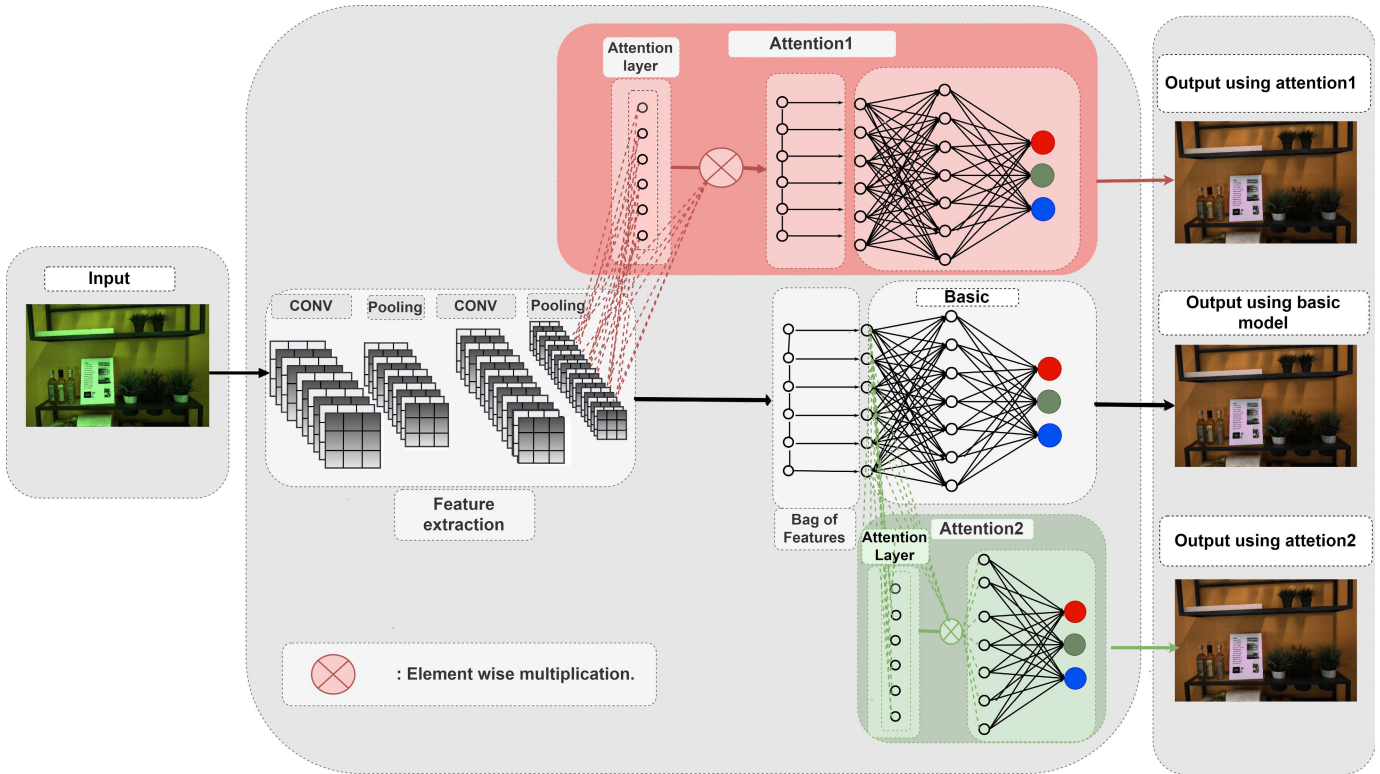 Input
CONV
Pooling
CONV
Pooling
Feature
extraction
Attention
layer
Attention1
Basic
Bag of
Features
Attention2
Attention
Layer
: Element wise multiplication.
Output using attention1
Output using basic
model
Output using attetion2